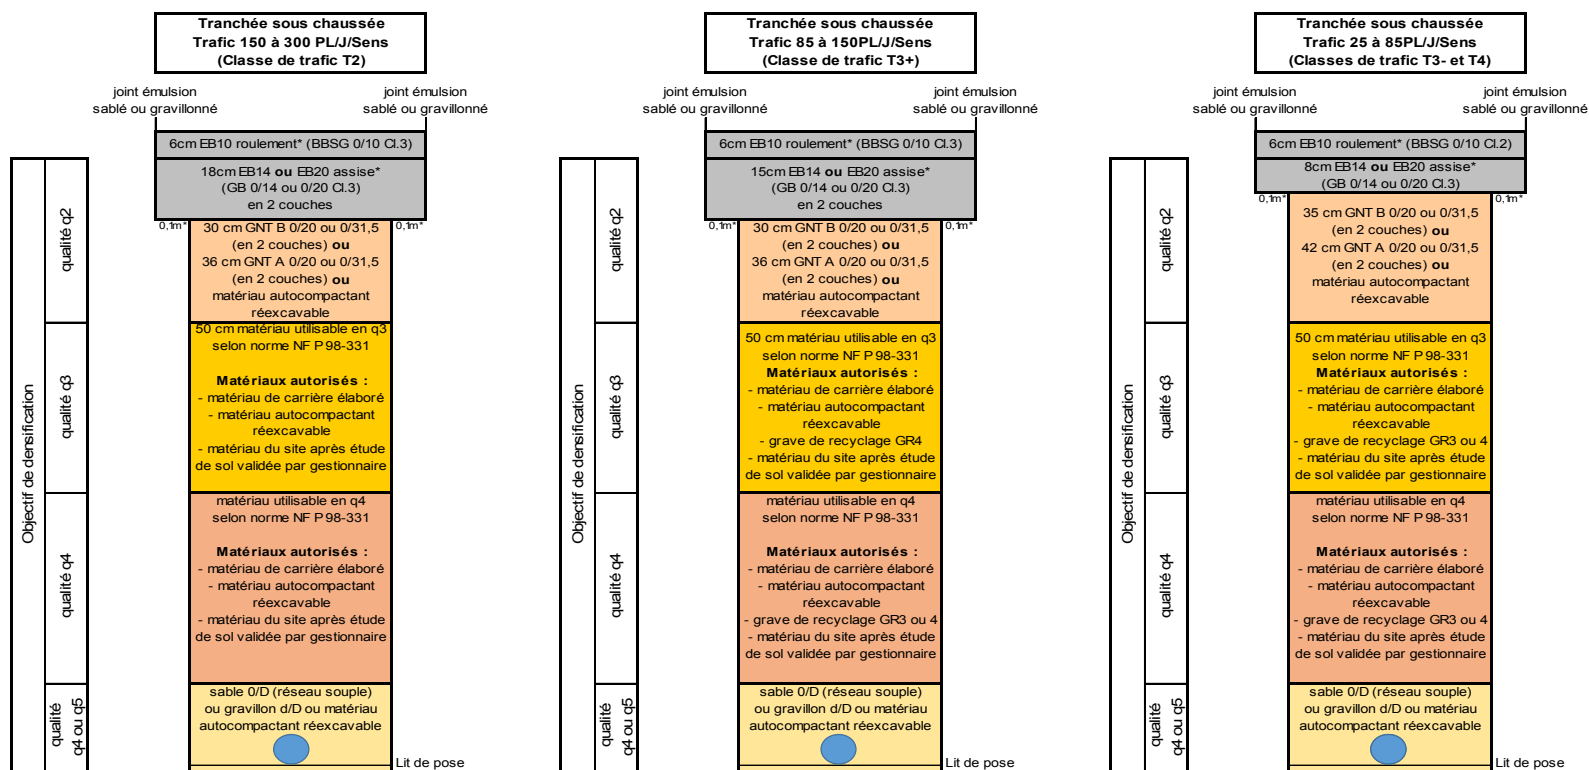 Tranchée sous chaussée
Trafic 150 à 300 PL/J/Sens
(Classe de trafic T2)
joint émulsion
sablé ou gravillonné
joint émulsion
sablé ou gravillonné
6cm EB10 roulement* (BBSG 0/10 Cl.3)
18cm EB14 ou EB20 assise*
(GB 0/14 ou 0/20 Cl.3)
en 2 couches
0,1m*
0,1m*
30 cm GNT B 0/20 ou 0/31,5
(en 2 couches) ou
36 cm GNT A 0/20 ou 0/31,5
(en 2 couches) ou
matériau autocompactant
réexcavable
50 cm matériau utilisable en q3
selon norme NF P 98-331
Matériaux autorisés :
- matériau de carrière élaboré
- matériau autocompactant
réexcavable
- matériau du site après étude
de sol validée par gestionnaire
matériau utilisable en q4
selon norme NF P 98-331
Matériaux autorisés :
- matériau de carrière élaboré
- matériau autocompactant
réexcavable
- matériau du site après étude
de sol validée par gestionnaire
sable 0/D (réseau souple)
ou gravillon d/D ou matériau
autocompactant réexcavable
Lit de pose
Objectif de densification
qualité q2
qualité q3
qualité q4
qualité
q4 ou q5
Tranchée sous chaussée
Trafic 85 à 150PL/J/Sens
(Classe de trafic T3+)
joint émulsion
sablé ou gravillonné
joint émulsion
sablé ou gravillonné
6cm EB10 roulement* (BBSG 0/10 Cl.3)
15cm EB14 ou EB20 assise*
(GB 0/14 ou 0/20 Cl.3)
en 2 couches
0,1m*
0,1m*
30 cm GNT B 0/20 ou 0/31,5
(en 2 couches) ou
36 cm GNT A 0/20 ou 0/31,5
(en 2 couches) ou
matériau autocompactant
réexcavable
50 cm matériau utilisable en q3
selon norme NF P 98-331
Matériaux autorisés :
- matériau de carrière élaboré
- matériau autocompactant
réexcavable
- grave de recyclage GR4
- matériau du site après étude
de sol validée par gestionnaire
matériau utilisable en q4
selon norme NF P 98-331
Matériaux autorisés :
- matériau de carrière élaboré
- matériau autocompactant
réexcavable
- grave de recyclage GR3 ou 4
- matériau du site après étude
de sol validée par gestionnaire
sable 0/D (réseau souple)
ou gravillon d/D ou matériau
autocompactant réexcavable
Lit de pose
Objectif de densification
qualité q2
qualité q3
qualité q4
qualité
q4 ou q5
Tranchée sous chaussée
Trafic 25 à 85PL/J/Sens
(Classes de trafic T3- et T4)
joint émulsion
sablé ou gravillonné
joint émulsion
sablé ou gravillonné
6cm EB10 roulement* (BBSG 0/10 Cl.2)
8cm EB14 ou EB20 assise*
(GB 0/14 ou 0/20 Cl.3)
0,1m*
0,1m*
35 cm GNT B 0/20 ou 0/31,5
(en 2 couches) ou
42 cm GNT A 0/20 ou 0/31,5
(en 2 couches) ou
matériau autocompactant
réexcavable
50 cm matériau utilisable en q3
selon norme NF P 98-331
Matériaux autorisés :
- matériau de carrière élaboré
- matériau autocompactant
réexcavable
- grave de recyclage GR3 ou 4
- matériau du site après étude
de sol validée par gestionnaire
matériau utilisable en q4
selon norme NF P 98-331
Matériaux autorisés :
- matériau de carrière élaboré
- matériau autocompactant
réexcavable
- grave de recyclage GR3 ou 4
- matériau du site après étude
de sol validée par gestionnaire
sable 0/D (réseau souple)
ou gravillon d/D ou matériau
autocompactant réexcavable
Lit de pose
Objectif de densification
qualité q2
qualité q3
qualité q4
qualité
q4 ou q5